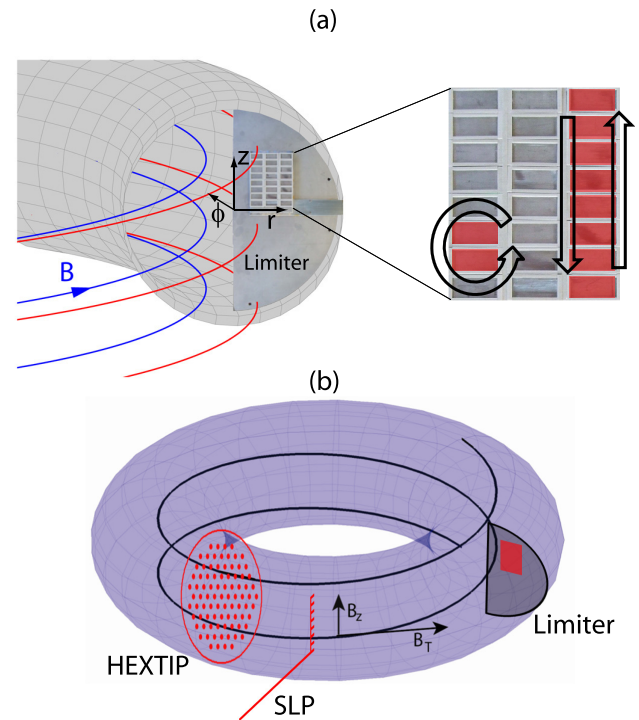 (a)
z
ϕ
r
B
Limiter
(b)
B_Z
B_T
Limiter
HEXTIP
SLP